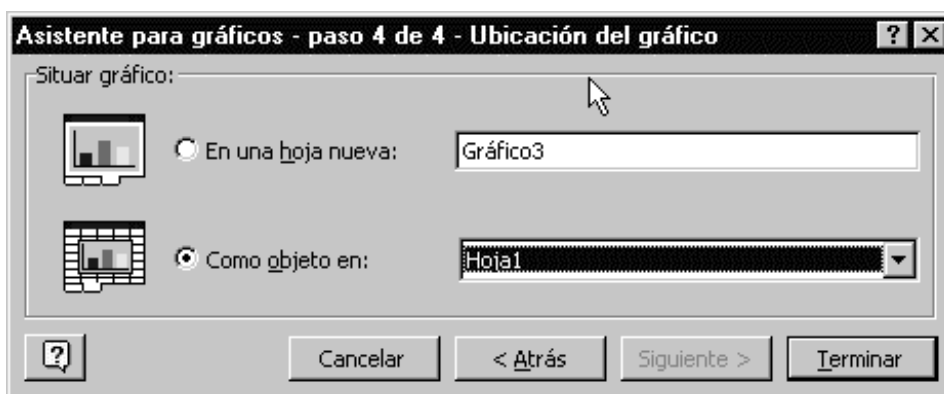 Asistente para gráficos - paso 4 de 4 - Ubicación del gráfico
Situar gráfico:
En una hoja nueva: Gráfico3
Como objeto en: Hoja1
Cancelar < Atrás Siguiente > Terminar